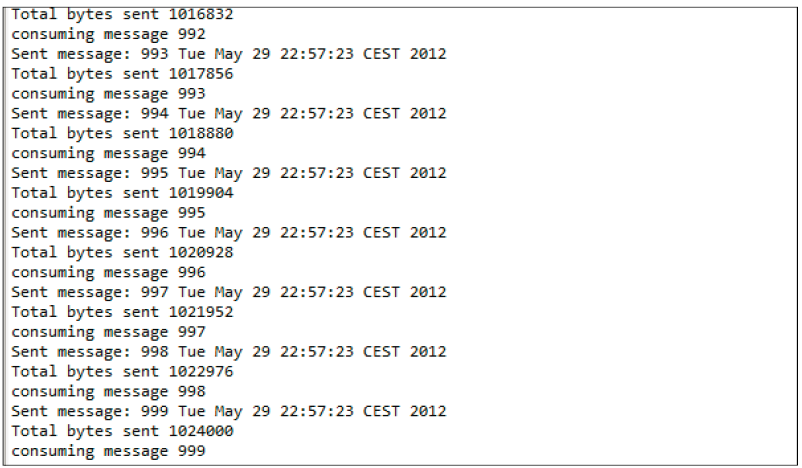 Total bytes sent 1016832
consuming message 992
Sent message: 993 Tue May 29 22:57:23 CEST 2012
Total bytes sent 1017856
consuming message 993
Sent message: 994 Tue May 29 22:57:23 CEST 2012
Total bytes sent 1018880
consuming message 994
Sent message: 995 Tue May 29 22:57:23 CEST 2012
Total bytes sent 1019904
consuming message 995
Sent message: 996 Tue May 29 22:57:23 CEST 2012
Total bytes sent 1020928
consuming message 996
Sent message: 997 Tue May 29 22:57:23 CEST 2012
Total bytes sent 1021952
consuming message 997
Sent message: 998 Tue May 29 22:57:23 CEST 2012
Total bytes sent 1022976
consuming message 998
Sent message: 999 Tue May 29 22:57:23 CEST 2012
Total bytes sent 1024000
consuming message 999